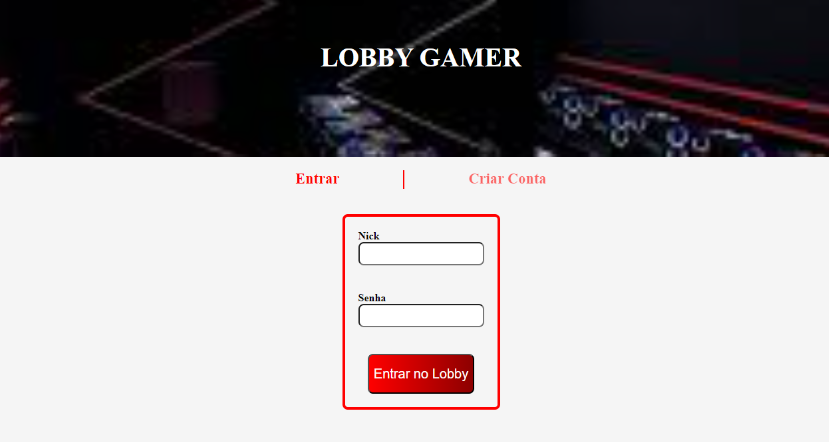 LOBBY GAMER
Entrar | Criar Conta
Nick
Senha
Entrar no Lobby